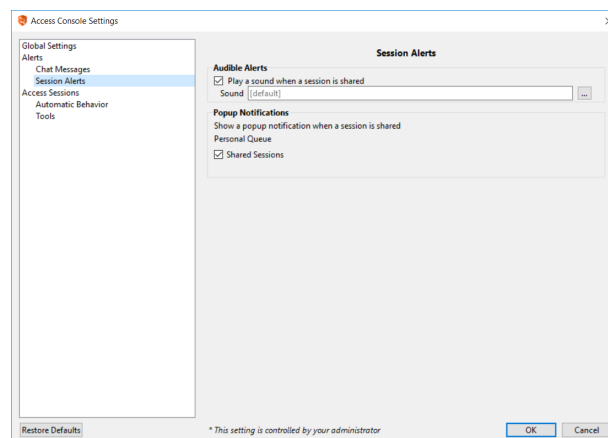 Access Console Settings
Global Settings
Alerts
Chat Messages
Session Alerts
Access Sessions
Automatic Behavior
Tools
Session Alerts
Audible Alerts
Play a sound when a session is shared
Sound [default] ...
Popup Notifications
Show a popup notification when a session is shared
Personal Queue
Shared Sessions
Restore Defaults
* This setting is controlled by your administrator
OK
Cancel